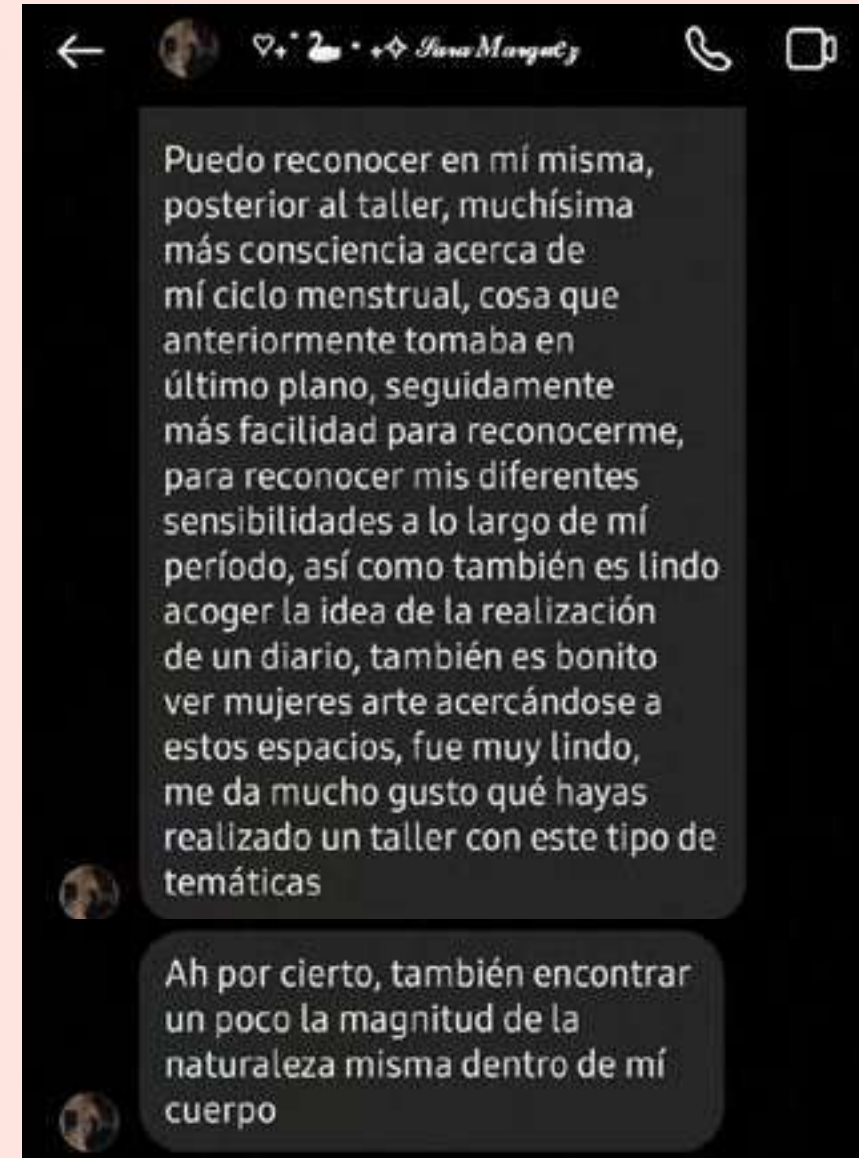 ♡₊˚ 🦢 ・₊✧ Sara Marquez
Puedo reconocer en mí misma,
posterior al taller, muchísima
más consciencia acerca de
mí ciclo menstrual, cosa que
anteriormente tomaba en
último plano, seguidamente
más facilidad para reconocerme,
para reconocer mis diferentes
sensibilidades a lo largo de mí
período, así como también es lindo
acoger la idea de la realización
de un diario, también es bonito
ver mujeres arte acercándose a
estos espacios, fue muy lindo,
me da mucho gusto qué hayas
realizado un taller con este tipo de
temáticas
Ah por cierto, también encontrar
un poco la magnitud de la
naturaleza misma dentro de mí
cuerpo